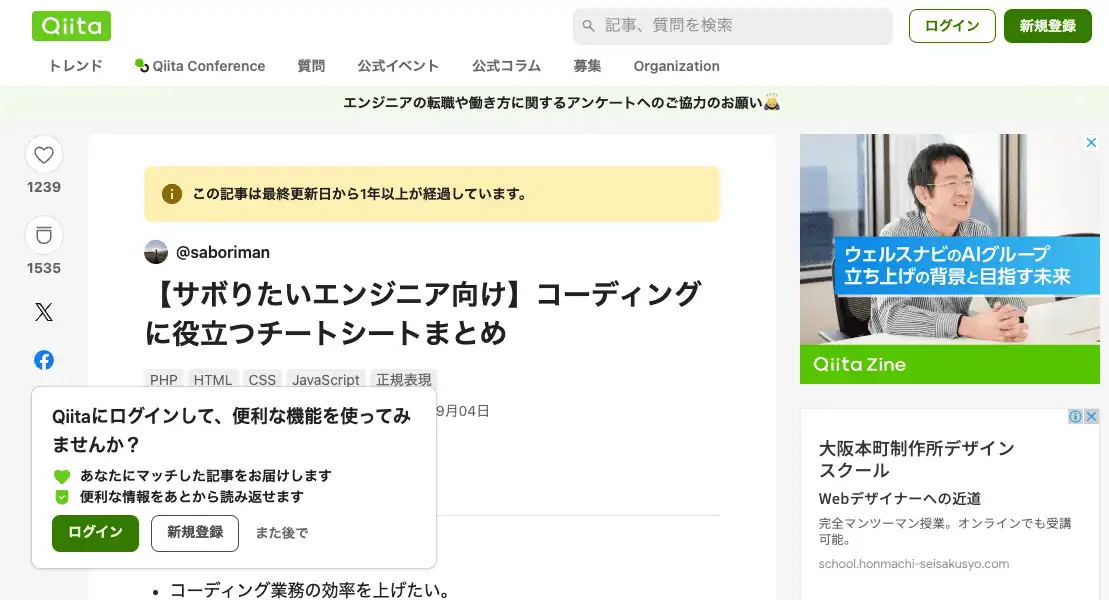 Qiita
記事、質問を検索
ログイン
新規登録
トレンド
Qiita Conference
質問
公式イベント
公式コラム
募集
Organization
エンジニアの転職や働き方に関するアンケートへのご協力のお願い
1239
1535
この記事は最終更新日から1年以上が経過しています。
@saboriman
【サボりたいエンジニア向け】コーディング
に役立つチートシートまとめ
PHP HTML CSS JavaScript 正規表現
9月04日
Qiitaにログインして、便利な機能を使ってみ
ませんか？
あなたにマッチした記事をお届けします
便利な情報をあとから読み返せます
ログイン
新規登録
また後で
• コーディング業務の効率を上げたい。
ウェルスナビのAIグループ
立ち上げの背景と目指す未来
Qiita Zine
大阪本町制作所デザイン
スクール
Webデザイナーへの近道
完全マンツーマン授業。オンラインでも受講
可能。
school.honmachi-seisakusyo.com